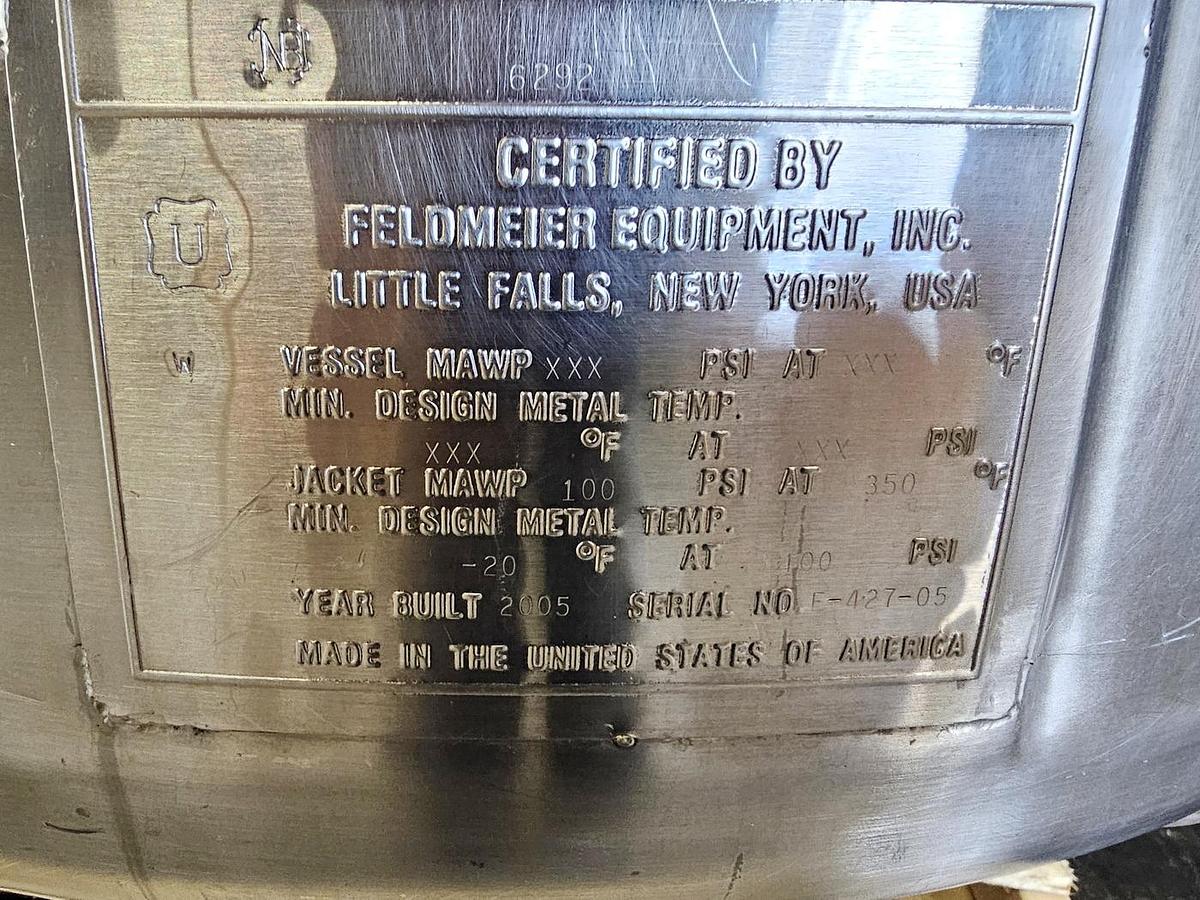 NB
6292
CERTIFIED BY
U
FELDMEIER EQUIPMENT, INC.
LITTLE FALLS, NEW YORK, USA
W
VESSEL MAWP XXX PSI AT XXX °F
MIN. DESIGN METAL TEMP.
XXX °F AT XXX PSI
JACKET MAWP 100 PSI AT 350 °F
MIN. DESIGN METAL TEMP.
-20 °F AT 100 PSI
YEAR BUILT 2005 SERIAL NO. F-427-05
MADE IN THE UNITED STATES OF AMERICA